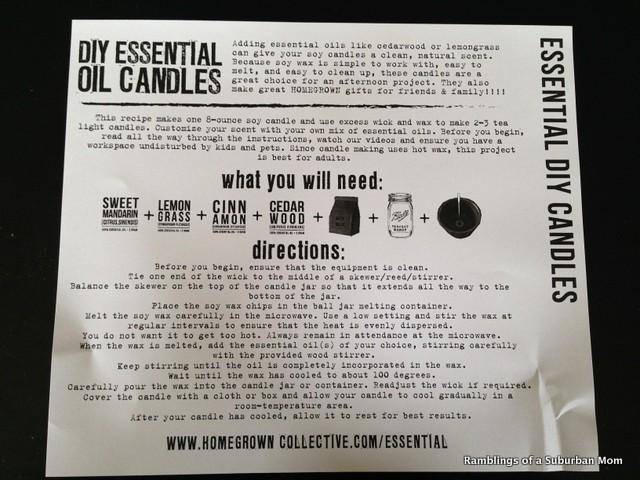 DIY ESSENTIAL
OIL CANDLES
Adding essential oils like cedarwood or lemongrass
can give your soy candles a clean, natural scent.
Because soy wax is simple to work with, easy to
melt, and easy to clean up, these candles are a
great choice for an afternoon project. They also
make great HOMEGROWN gifts for friends & family!!!!
ESSENTIAL DIY CANDLES
This recipe makes one 8-ounce soy candle and use excess wick and wax to make 2-3 tea
light candles. Customize your scent with your own mix of essential oils. Before you begin,
read all the way through the instructions, watch our videos and ensure you have a
workspace undisturbed by kids and pets. Since candle making uses hot wax, this project
is best for adults.
what you will need:
SWEET
MANDARIN
(CITRUS SINENSIS)
+
LEMON
GRASS
+
CINN
AMON
+
CEDAR
WOOD
+
+
Ball
+
directions:
Before you begin, ensure that the equipment is clean.
Tie one end of the wick to the middle of a skewer/reed/stirrer.
Balance the skewer on the top of the candle jar so that it extends all the way to the
bottom of the jar.
Place the soy wax chips in the ball jar melting container.
Melt the soy wax carefully in the microwave. Use a low setting and stir the wax at
regular intervals to ensure that the heat is evenly dispersed.
You do not want it to get too hot. Always remain in attendance at the microwave.
When the wax is melted, add the essential oil(s) of your choice, stirring carefully
with the provided wood stirrer.
Keep stirring until the oil is completely incorporated in the wax.
Wait until the wax has cooled to about 100 degrees.
Carefully pour the wax into the candle jar or container. Readjust the wick if required.
Cover the candle with a cloth or box and allow your candle to cool gradually in a
room-temperature area.
After your candle has cooled, allow it to rest for best results.
WWW.HOMEGROWN COLLECTIVE.COM/ESSENTIAL
Ramblings of a Suburban Mom